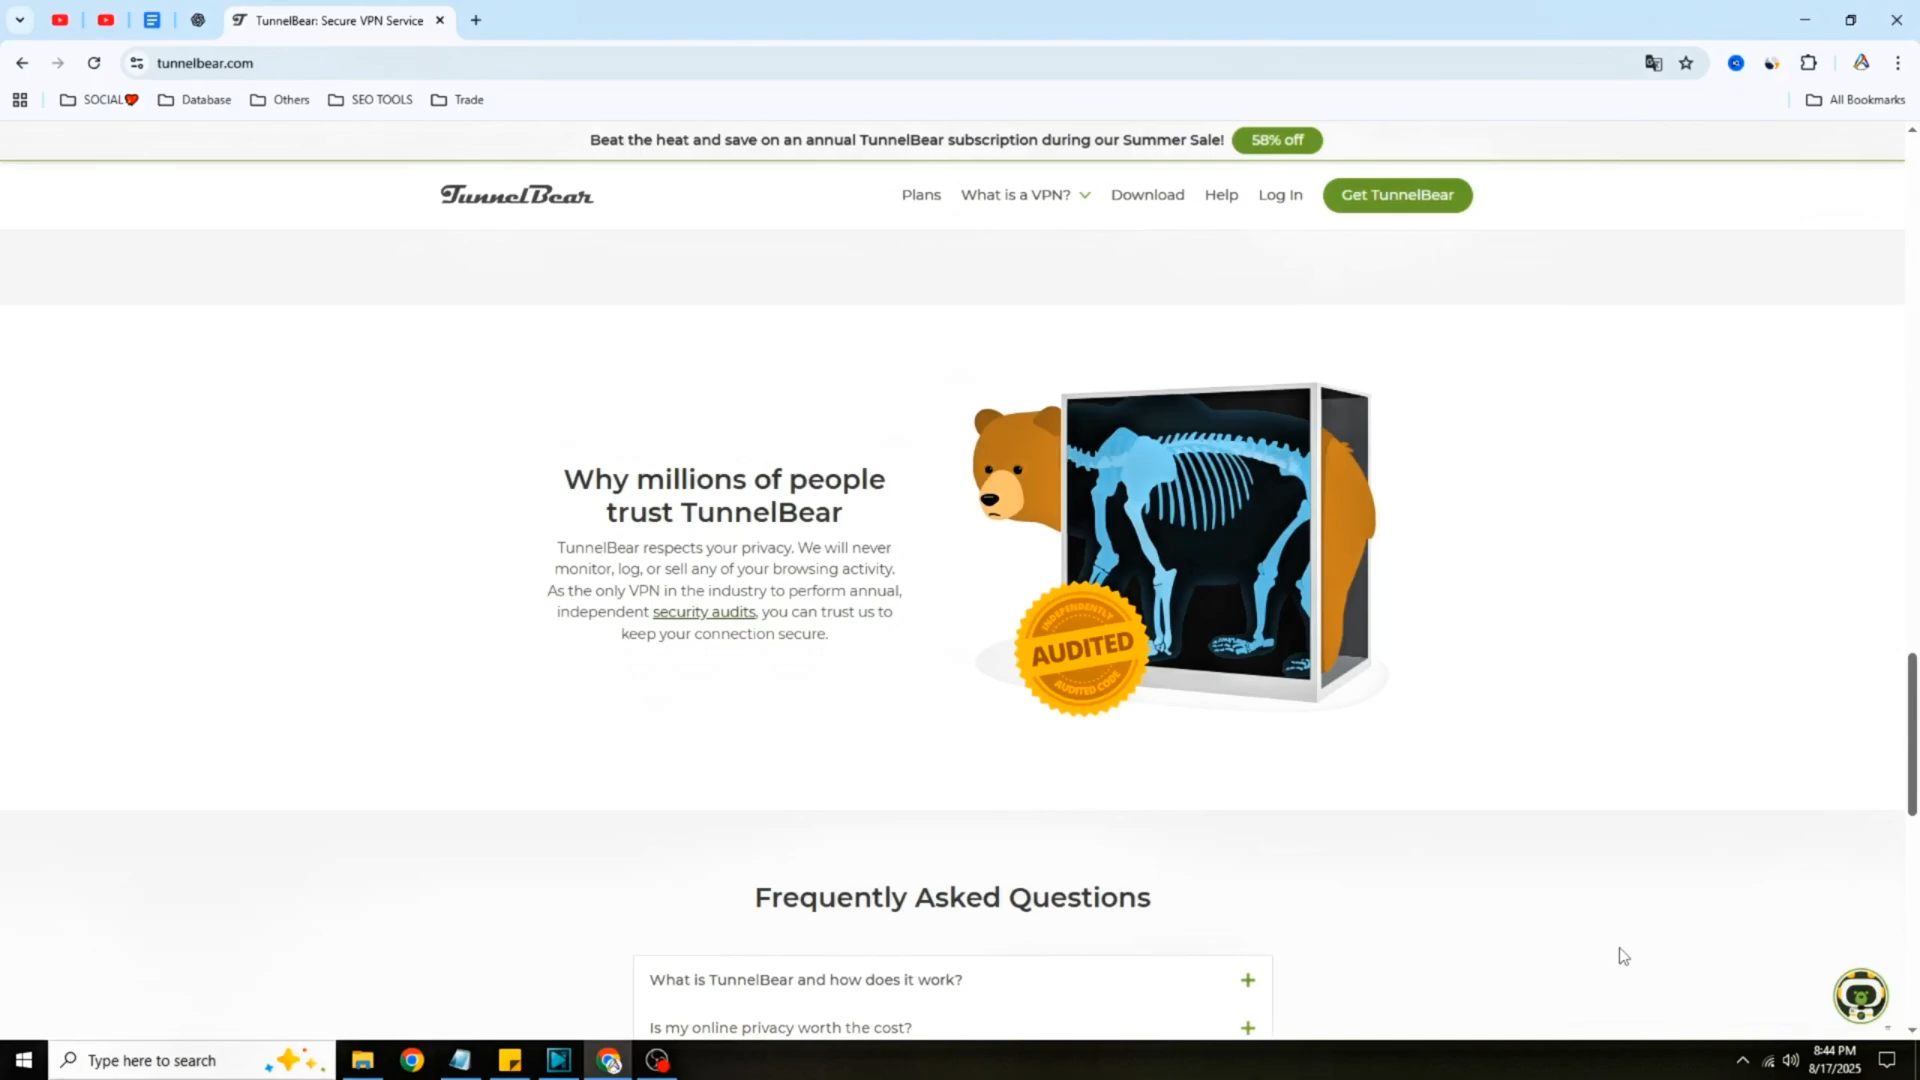 TunnelBear: Secure VPN Service
tunnelbear.com
SOCIAL
Database
Others
SEO TOOLS
Trade
All Bookmarks
Beat the heat and save on an annual TunnelBear subscription during our Summer Sale! 58% off
TunnelBear
Plans
What is a VPN?
Download
Help
Log In
Get TunnelBear
Why millions of people
trust TunnelBear
TunnelBear respects your privacy. We will never
monitor, log, or sell any of your browsing activity.
As the only VPN in the industry to perform annual,
independent security audits, you can trust us to
keep your connection secure.
INDEPENDENTLY
AUDITED
AUDITED CODE
Frequently Asked Questions
What is TunnelBear and how does it work?
Is my online privacy worth the cost?
Type here to search
8:44 PM
8/17/2025